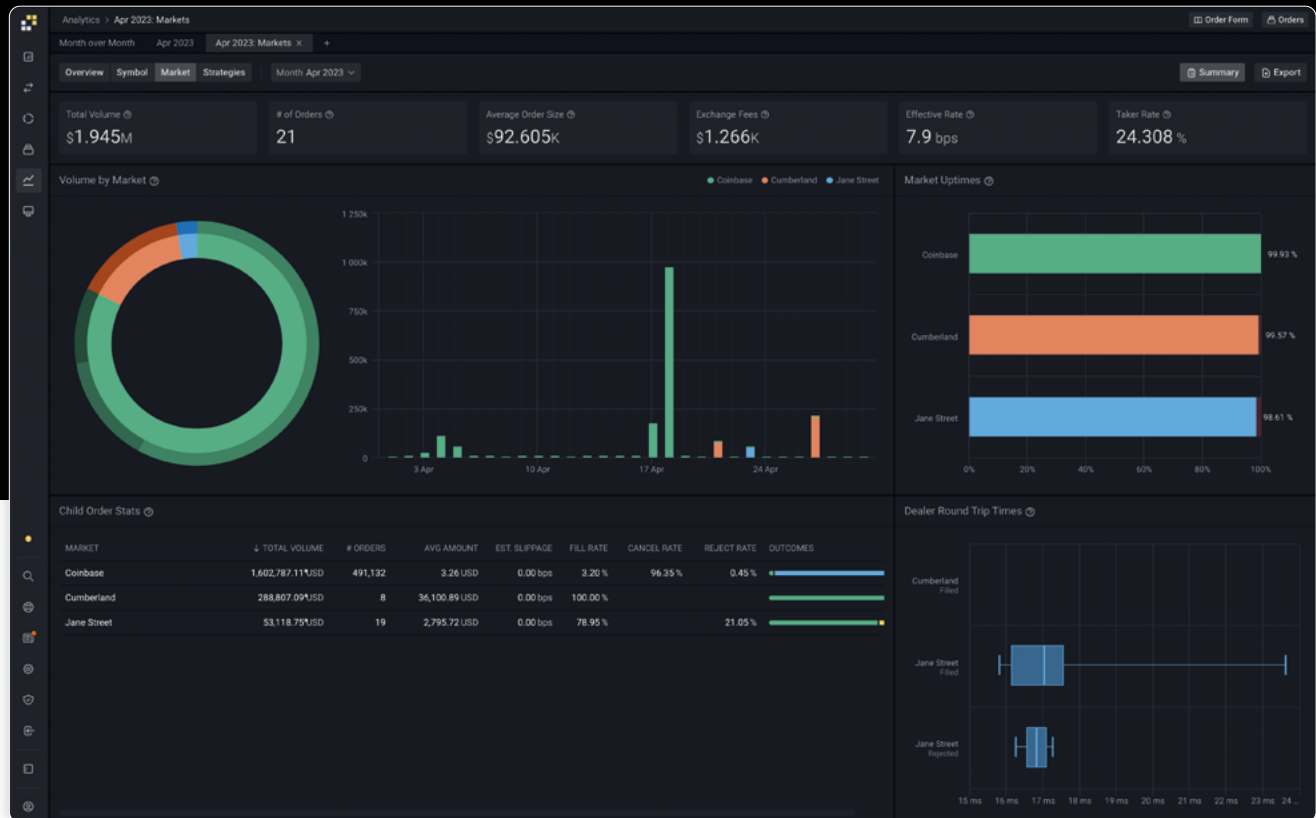 Analytics > Apr 2023: Markets
Order Form
Orders
Month over Month
Apr 2023
Apr 2023: Markets ×
+
Overview
Symbol
Market
Strategies
Month Apr 2023
Summary
Export
Total Volume
$1.945M
# of Orders
21
Average Order Size
$92.605K
Exchange Fees
$1.266K
Effective Rate
7.9 bps
Taker Rate
24.308 %
Volume by Market
Coinbase
Cumberland
Jane Street
1 250k
1 000k
750k
500k
250k
0
3 Apr
10 Apr
17 Apr
24 Apr
Market Uptimes
Coinbase
99.93 %
Cumberland
99.57 %
Jane Street
98.61 %
0%
20%
40%
60%
80%
100%
Child Order Stats
MARKET ↓ TOTAL VOLUME # ORDERS AVG AMOUNT EST. SLIPPAGE FILL RATE CANCEL RATE REJECT RATE OUTCOMES
Coinbase 1,602,787.11*USD 491,132 3.26 USD 0.00 bps 3.20 % 96.35 % 0.45 %
Cumberland 288,807.09*USD 8 36,100.89 USD 0.00 bps 100.00 %
Jane Street 53,118.75*USD 19 2,795.72 USD 0.00 bps 78.95 % 21.05 %
Dealer Round Trip Times
Cumberland
Filled
Jane Street
Filled
Jane Street
Rejected
15 ms
16 ms
17 ms
18 ms
19 ms
20 ms
21 ms
22 ms
23 ms
24 ...